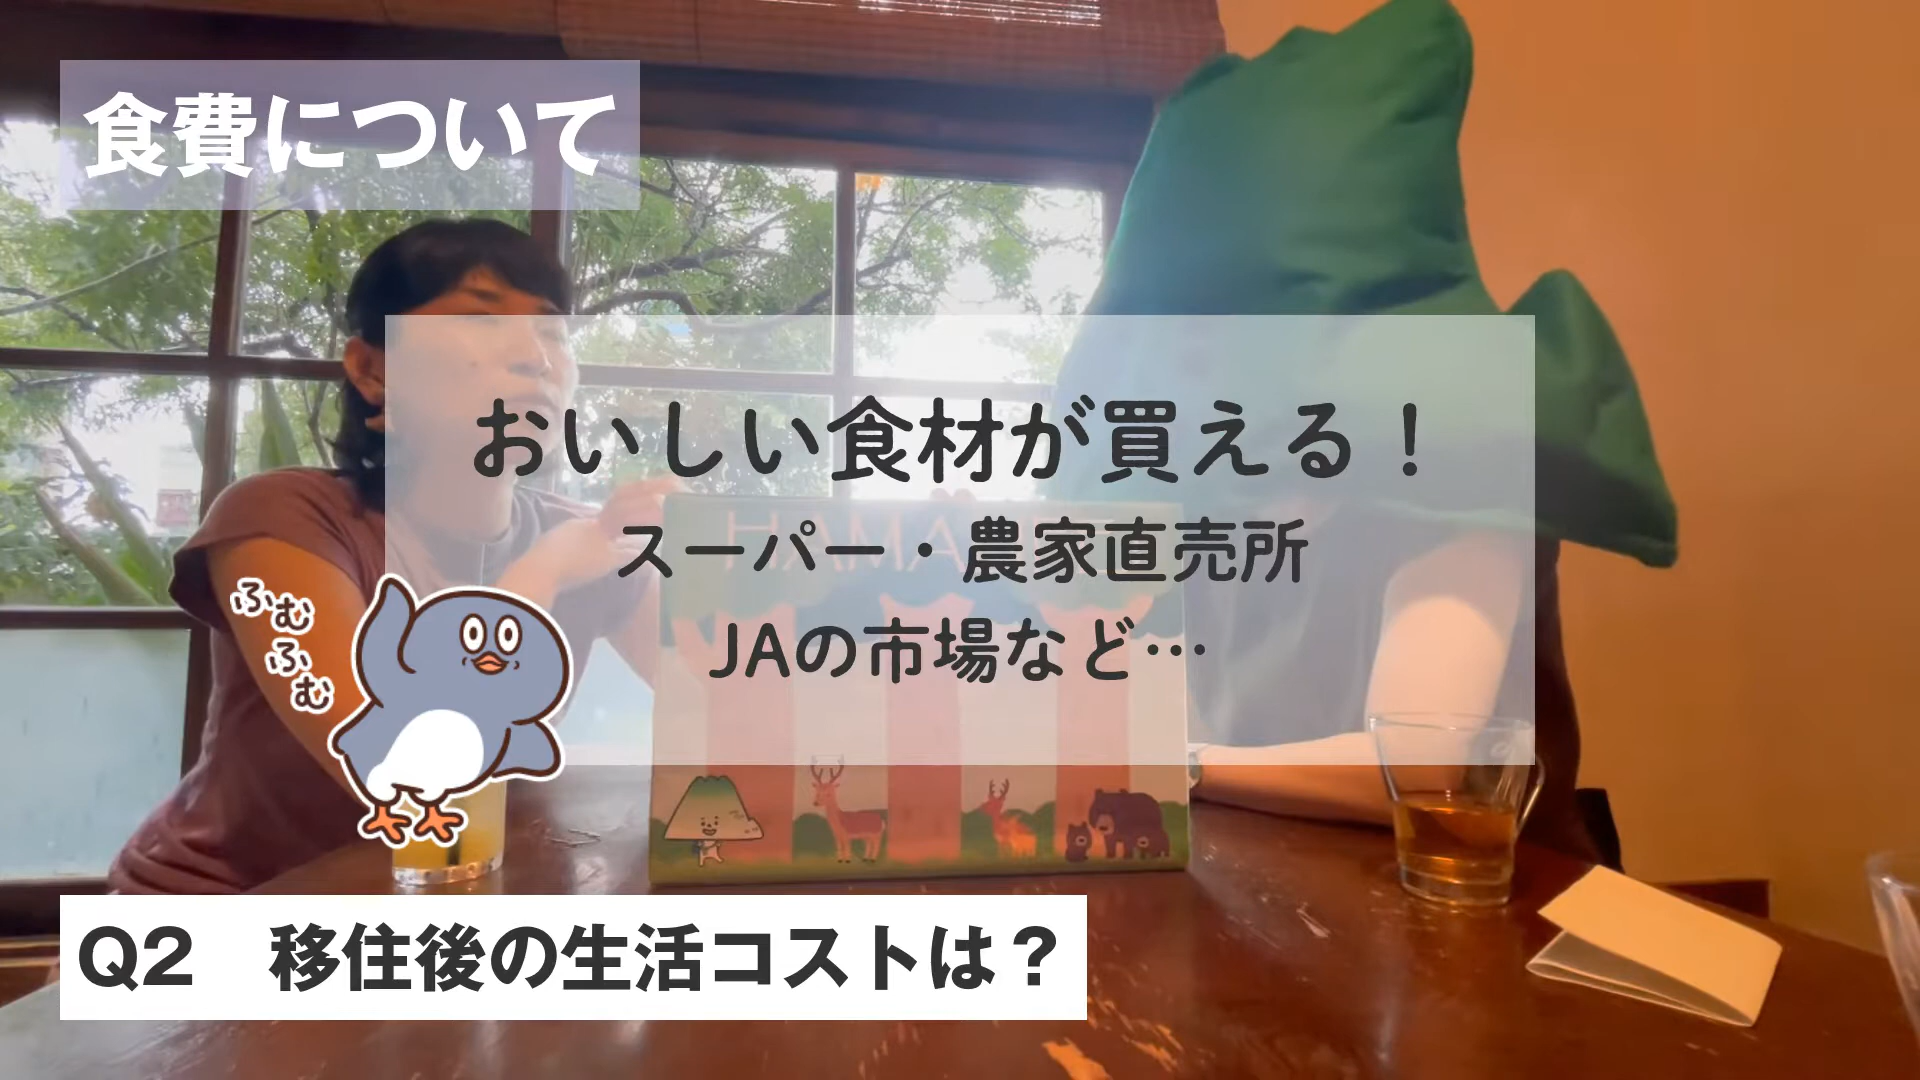 食費について
おいしい食材が買える！
スーパー・農家直売所
JAの市場など…
ふむふむ
Q2　移住後の生活コストは？